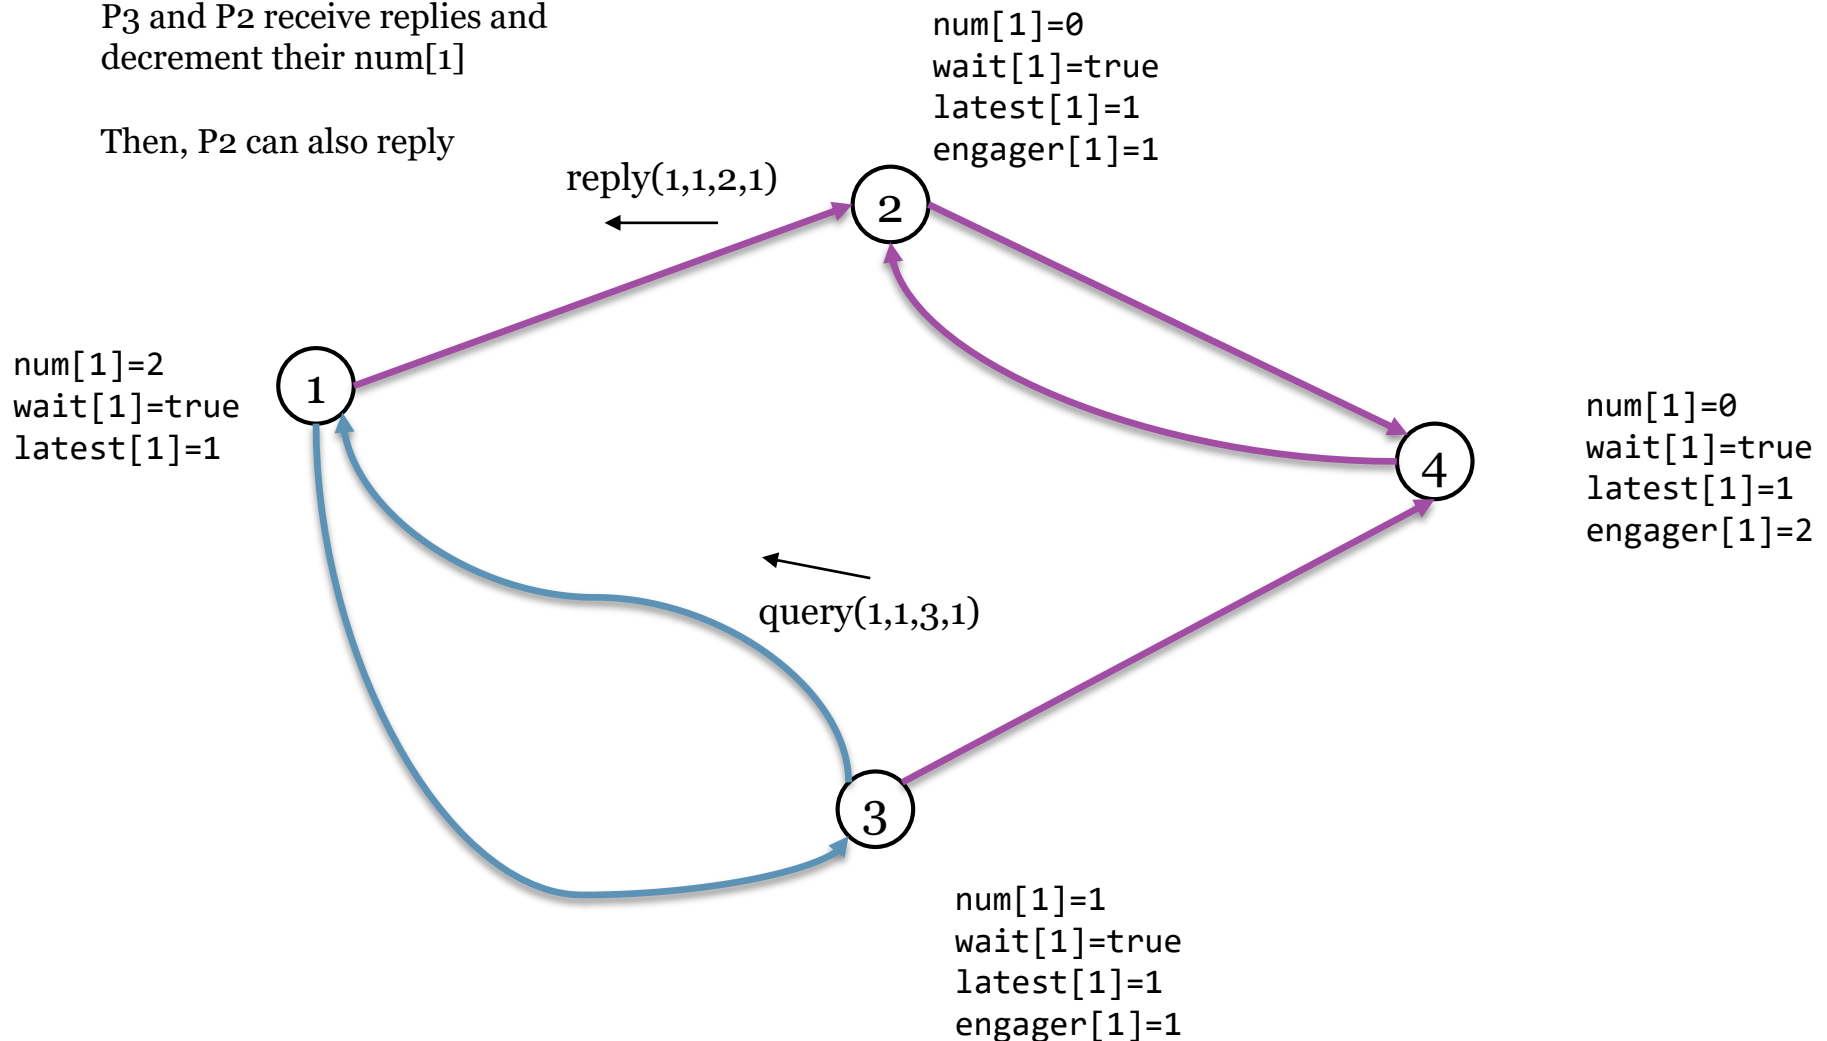 P3 and P2 receive replies and
decrement their num[1]
Then, P2 can also reply
num[1]=0
wait[1]=true
latest[1]=1
engager[1]=1
reply(1,1,2,1)
2
num[1]=2
wait[1]=true
latest[1]=1
1
num[1]=0
wait[1]=true
latest[1]=1
engager[1]=2
4
query(1,1,3,1)
3
num[1]=1
wait[1]=true
latest[1]=1
engager[1]=1